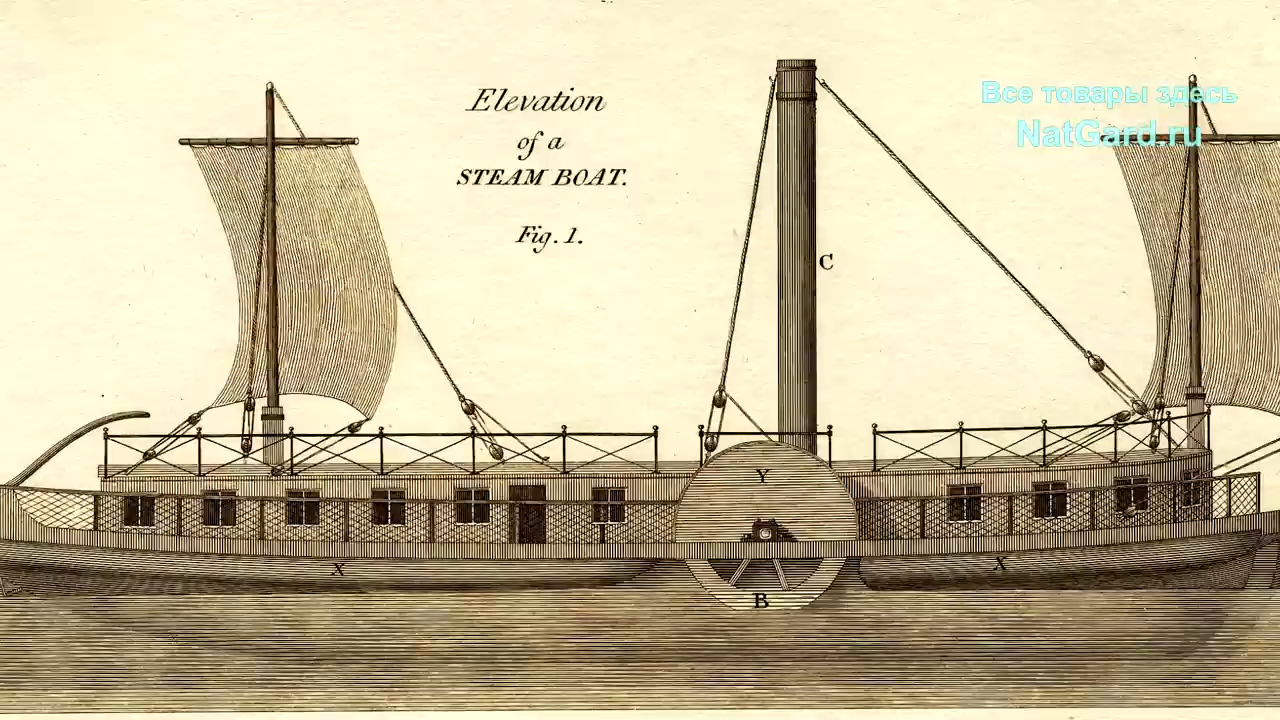 Elevation
of a
STEAM BOAT.
Fig. 1.
Все товары здесь
NatGard.ru
C
Y
X
X
B